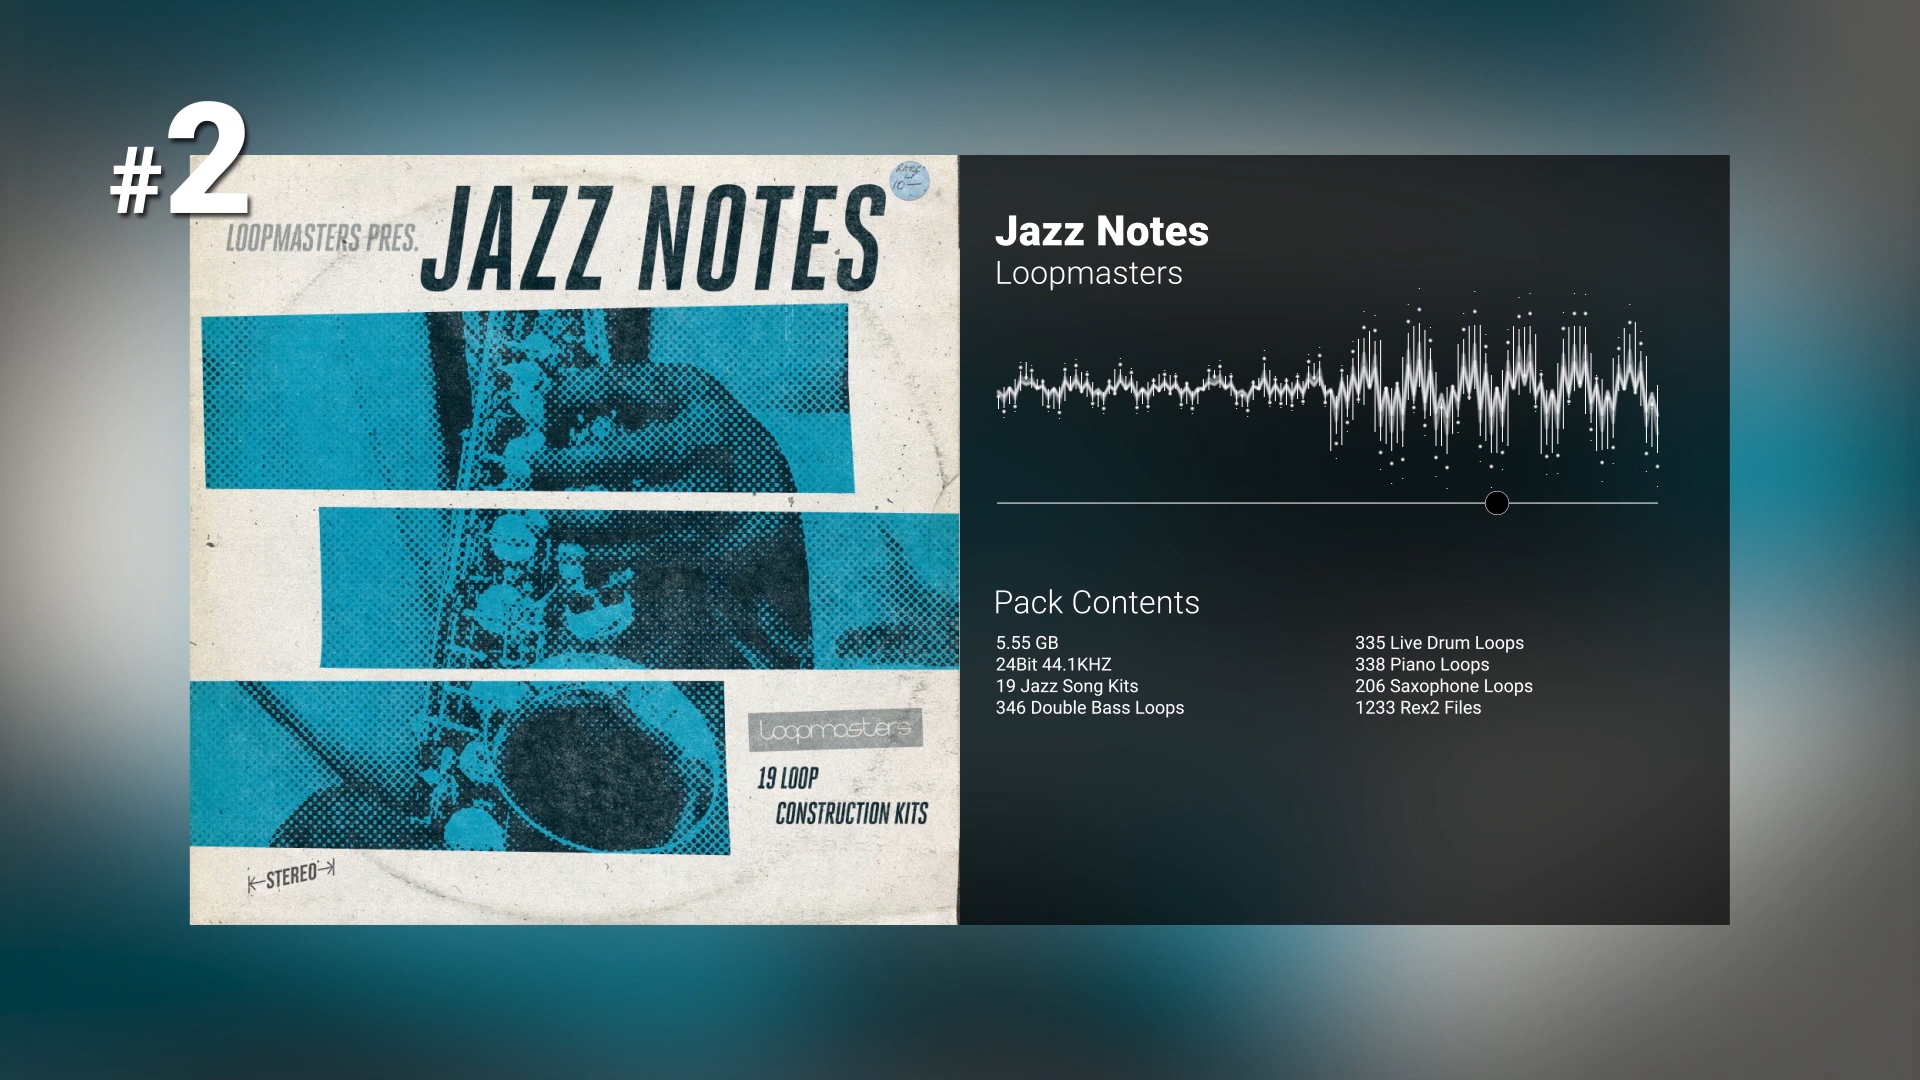 #2
LOOPMASTERS PRES.
JAZZ NOTES
loopmasters
19 LOOP
CONSTRUCTION KITS
STEREO
Jazz Notes
Loopmasters
Pack Contents
5.55 GB
24Bit 44.1KHZ
19 Jazz Song Kits
346 Double Bass Loops
335 Live Drum Loops
338 Piano Loops
206 Saxophone Loops
1233 Rex2 Files